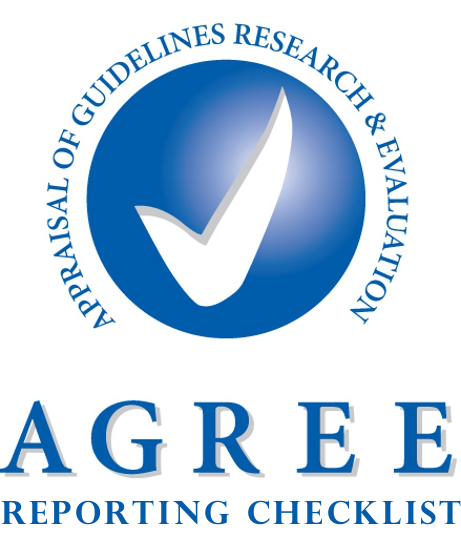 APPRAISAL OF GUIDELINES RESEARCH & EVALUATION
AGREE
REPORTING CHECKLIST